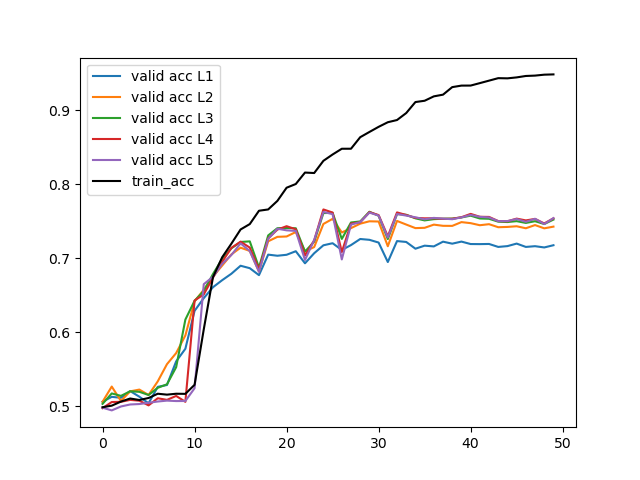 valid acc L1
valid acc L2
valid acc L3
valid acc L4
valid acc L5
train_acc
0.9
0.8
0.7
0.6
0.5
0 10 20 30 40 50